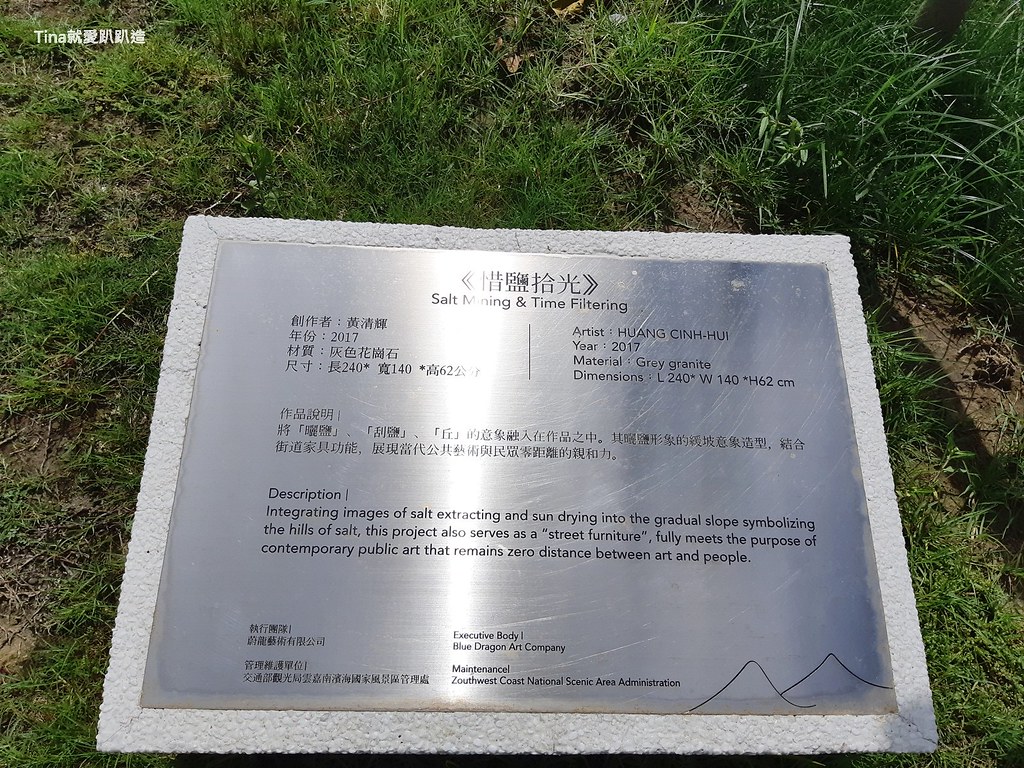 Tina就愛趴趴造
《惜鹽拾光》
Salt Mining & Time Filtering
創作者：黃清輝
年份：2017
材質：灰色花崗石
尺寸：長240* 寬140 *高62公分
Artist：HUANG CINH-HUI
Year：2017
Material：Grey granite
Dimensions：L 240* W 140 *H62 cm
作品說明|
將「曬鹽」、「刮鹽」、「丘」的意象融入在作品之中。其曬鹽形象的緩坡意象造型，結合
街道家具功能，展現當代公共藝術與民眾零距離的親和力。
Description|
Integrating images of salt extracting and sun drying into the gradual slope symbolizing
the hills of salt, this project also serves as a “street furniture”, fully meets the purpose of
contemporary public art that remains zero distance between art and people.
執行團隊|
蔚龍藝術有限公司
Executive Body|
Blue Dragon Art Company
管理維護單位|
交通部觀光局雲嘉南濱海國家風景區管理處
Maintenancel
Zouthwest Coast National Scenic Area Administration